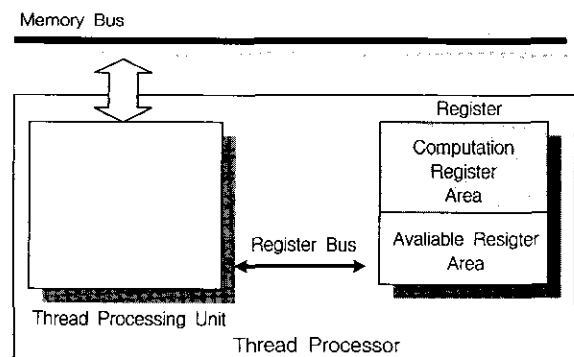 Memory Bus
Register
Computation
Register
Area
Avaliable Resigter
Area
Register Bus
Thread Processing Unit
Thread Processor